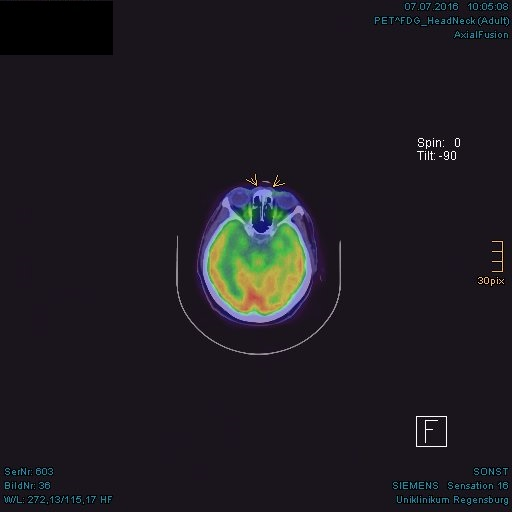 07.07.2016 10:05:08
PET^FDG_HeadNeck (Adult)
AxialFusion
Spin: 0
Tilt: -90
30pix
F
SerNr: 603
BildNr: 36
W/L: 272,13/115,17 HF
SONST
SIEMENS Sensation 16
Uniklinikum Regensburg